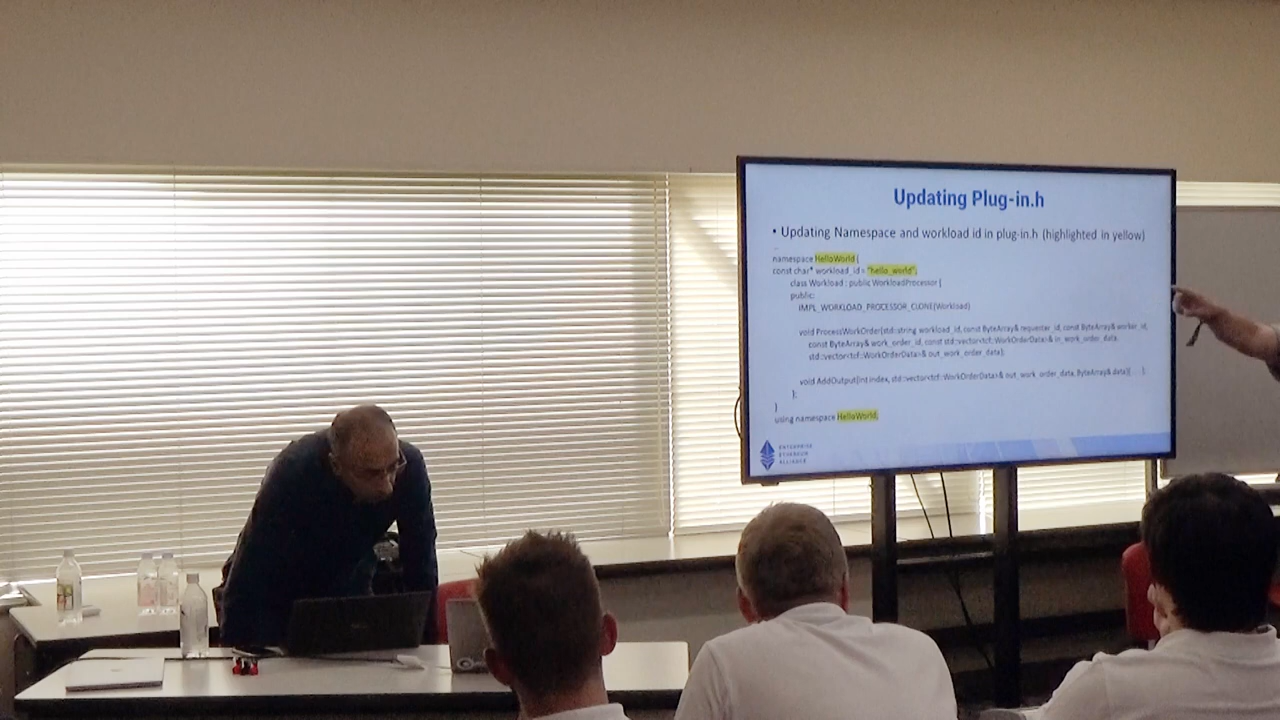 Updating Plug-in.h
• Updating Namespace and workload id in plug-in.h (highlighted in yellow)
...
namespace HelloWorld {
const char* workload_id = "hello_world";
class Workload : public WorkloadProcessor {
public:
IMPL_WORKLOAD_PROCESSOR_CLONE(Workload)
void ProcessWorkOrder(std::string workload_id, const ByteArray& requester_id, const ByteArray& worker_id,
const ByteArray& work_order_id, const std::vector<tcf::WorkOrderData>& in_work_order_data,
std::vector<tcf::WorkOrderData>& out_work_order_data);
void AddOutput(int index, std::vector<tcf::WorkOrderData>& out_work_order_data, ByteArray& data){ };
};
}
using namespace HelloWorld;
ENTERPRISE
ETHEREUM
ALLIANCE